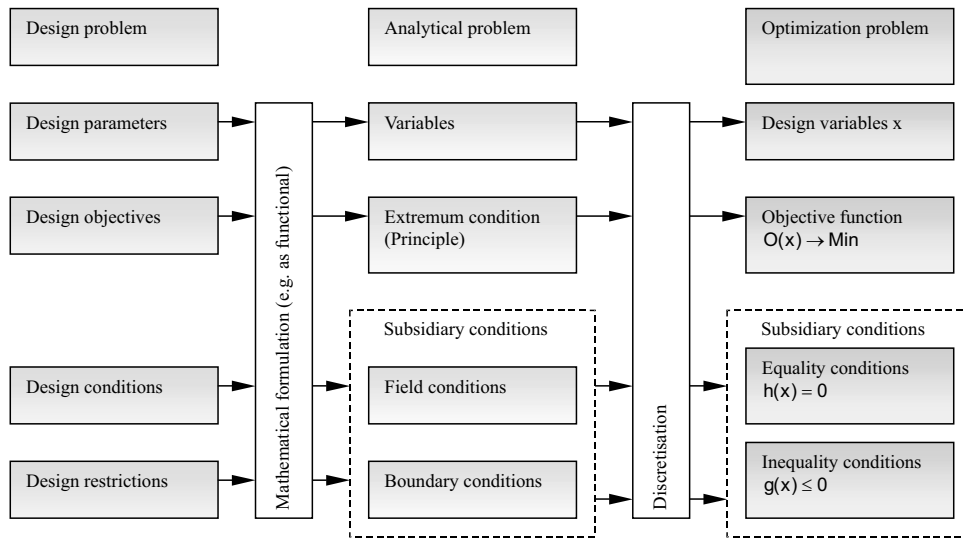 Design problem
Analytical problem
Optimization problem
Design parameters
Variables
Design variables x
Design objectives
Extremum condition
(Principle)
Objective function
O(x) → Min
Mathematical formulation (e.g. as functional)
Discretisation
Subsidiary conditions
Subsidiary conditions
Design conditions
Field conditions
Equality conditions
h(x) = 0
Design restrictions
Boundary conditions
Inequality conditions
g(x) ≤ 0